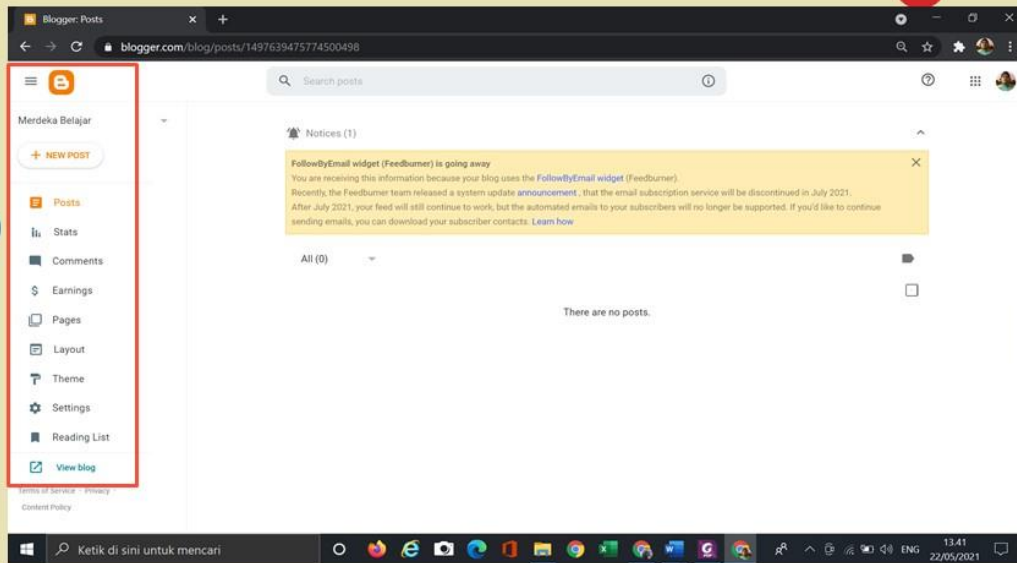 Blogger: Posts
blogger.com/blog/posts/1497639475774500498
Search posts
Merdeka Belajar
+ NEW POST
Posts
Stats
Comments
$ Earnings
Pages
Layout
Theme
Settings
Reading List
View blog
Terms of Service · Privacy ·
Content Policy
Notices (1)
FollowByEmail widget (Feedburner) is going away
You are receiving this information because your blog uses the FollowByEmail widget (Feedburner).
Recently, the Feedburner team released a system update announcement , that the email subscription service will be discontinued in July 2021.
After July 2021, your feed will still continue to work, but the automated emails to your subscribers will no longer be supported. If you'd like to continue
sending emails, you can download your subscriber contacts. Learn how
All (0)
There are no posts.
Ketik di sini untuk mencari
ENG
13.41
22/05/2021